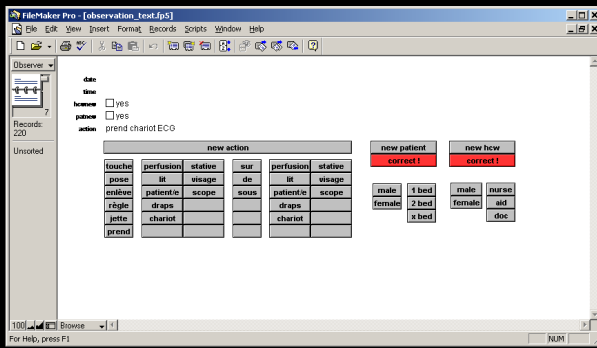 FileMaker Pro - [observation_text.fp5]
File Edit View Insert Format Records Scripts Window Help
Observer
7
Records:
220
Unsorted
date
time
hcwnew yes
patnew yes
action prend chariot ECG
new action new patient new hcw
correct ! correct !
touche perfusion stative sur perfusion stative
pose lit visage de lit visage
enlève patient/e scope sous patient/e scope
règle draps draps
jette chariot chariot
prend
male 1 bed male nurse
female 2 bed female aid
x bed doc
100 Browse
For Help, press F1 NUM